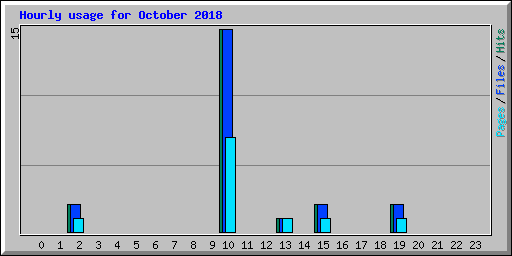 Hourly usage for October 2018
15
Pages/Files/Hits
0 1 2 3 4 5 6 7 8 9 10 11 12 13 14 15 16 17 18 19 20 21 22 23